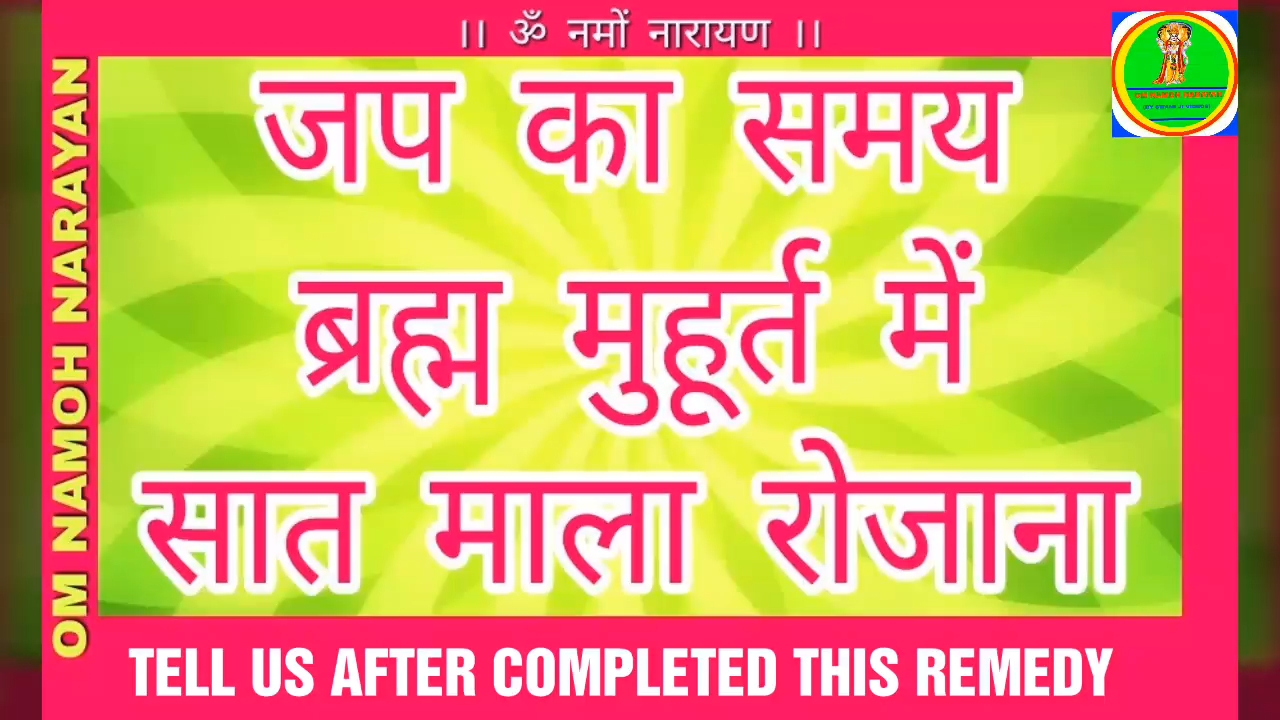 ।। ॐ नमों नारायण ।।
OM NAMOH NARAYAN
जप का समय
ब्रह्म मुहूर्त में
सात माला रोजाना
TELL US AFTER COMPLETED THIS REMEDY